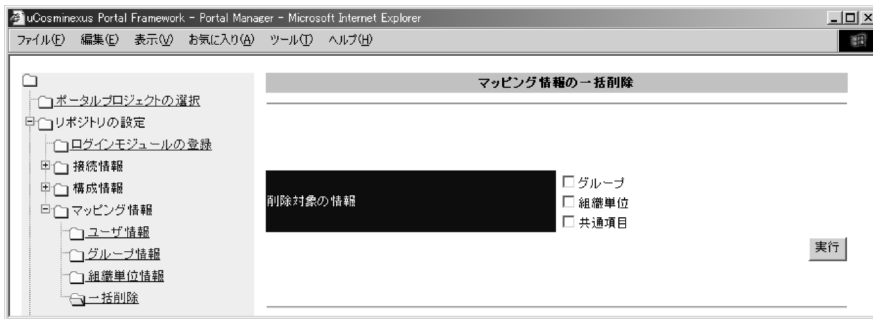 uCosminexus Portal Framework - Portal Manager - Microsoft Internet Explorer
ファイル(F) 編集(E) 表示(V) お気に入り(A) ツール(T) ヘルプ(H)
マッピング情報の一括削除
ポータルプロジェクトの選択
リポジトリの設定
ログインモジュールの登録
接続情報
構成情報
マッピング情報
ユーザ情報
グループ情報
組織単位情報
一括削除
削除対象の情報
グループ
組織単位
共通項目
実行